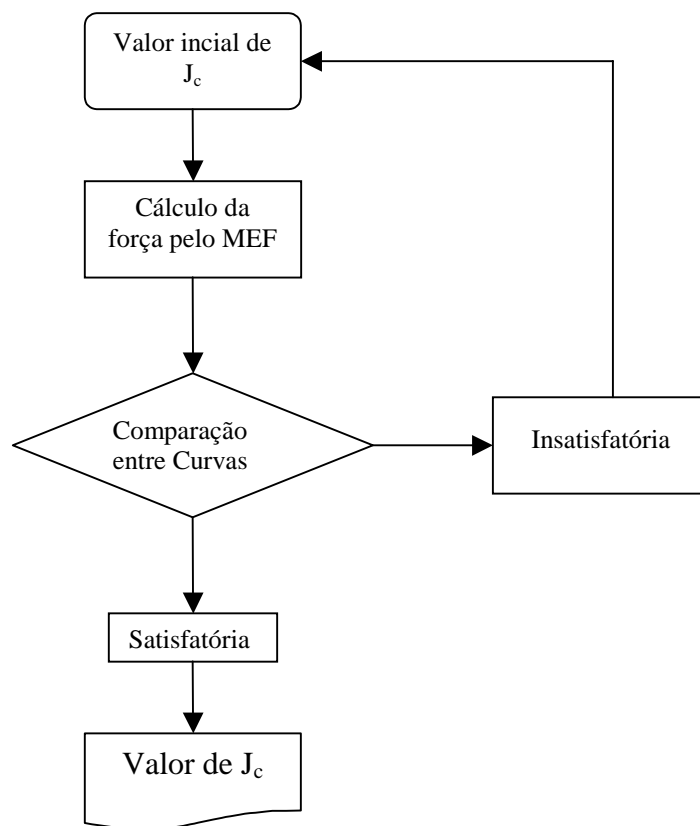 Valor incial de
J_c
Cálculo da
força pelo MEF
Comparação
entre Curvas
Insatisfatória
Satisfatória
Valor de J_c